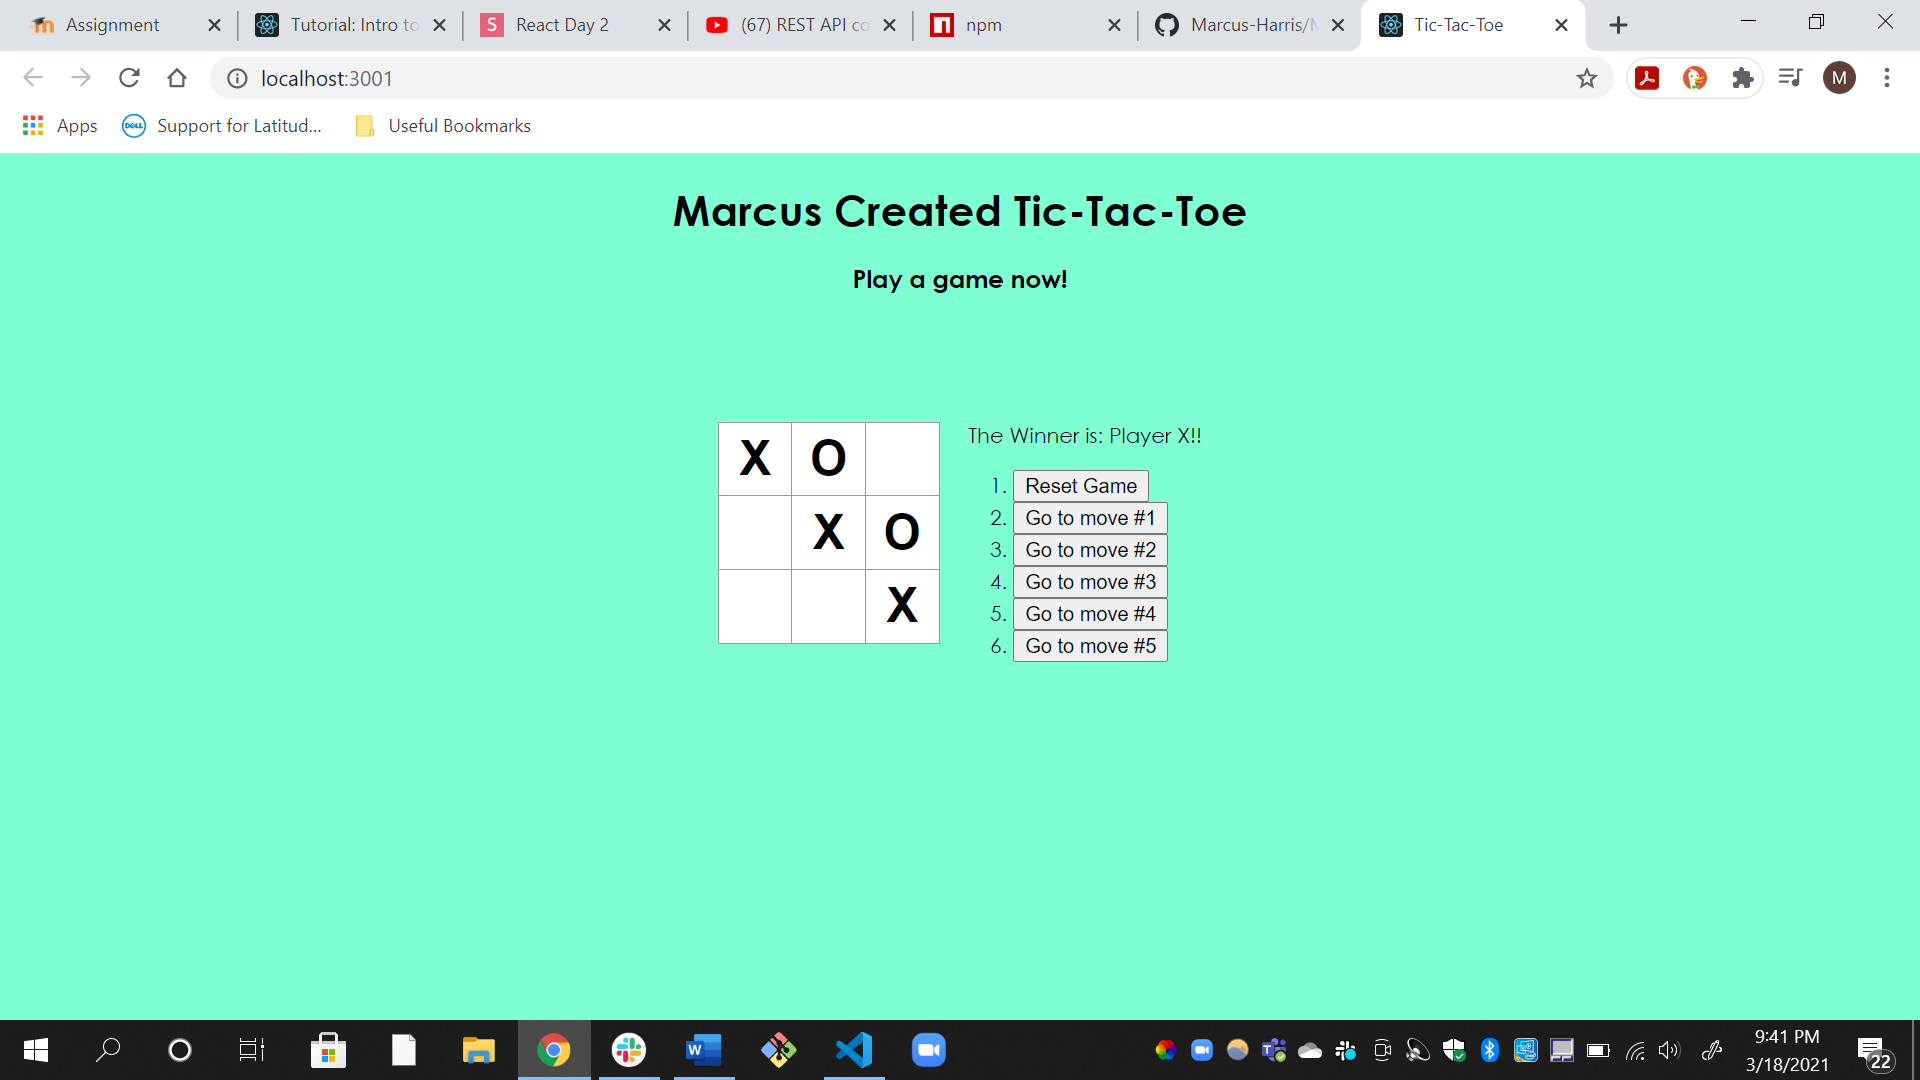 Assignment
Tutorial: Intro to
React Day 2
S
(67) REST API co
npm
Marcus-Harris/M
Tic-Tac-Toe
localhost:3001
M
Apps
DELL
Support for Latitud...
Useful Bookmarks
Marcus Created Tic-Tac-Toe
Play a game now!
X O
X O
X
The Winner is: Player X!!
1. Reset Game
2. Go to move #1
3. Go to move #2
4. Go to move #3
5. Go to move #4
6. Go to move #5
W
9:41 PM
3/18/2021
22